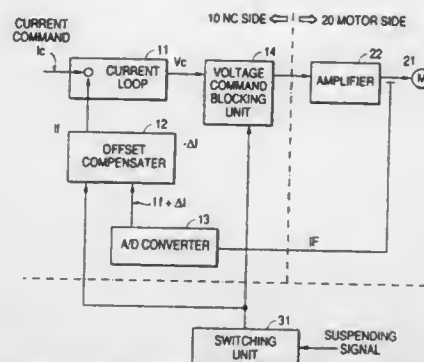 10 NC SIDE
20 MOTOR SIDE
CURRENT
COMMAND
Ic
11
CURRENT
LOOP
Vc
14
VOLTAGE
COMMAND
BLOCKING
UNIT
22
AMPLIFIER
21
M
If
12
OFFSET
COMPENSATER
-ΔI
If + ΔI
13
A/D CONVERTER
IF
31
SWITCHING
UNIT
SUSPENDING
SIGNAL